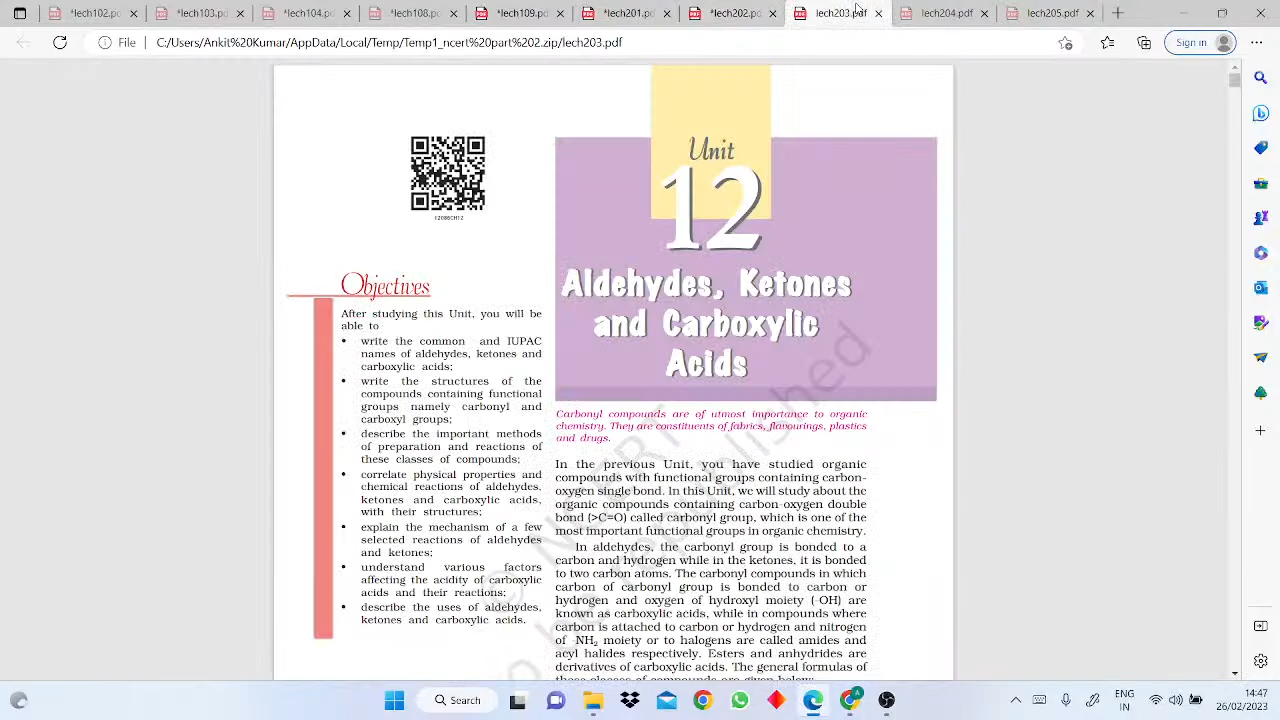 *lech102.pdf
*lech103.pdf
*lech104.pdf
*lech108.pdf
*lech109.pdf
*lech201.pdf
*lech202.pdf
lech203.pdf
lech204.pdf
lech205.pdf
File
C:/Users/Ankit%20Kumar/AppData/Local/Temp/Temp1_ncert%20part%202.zip/lech203.pdf
Sign in
12086CH12
Unit
12
Aldehydes, Ketones
and Carboxylic
Acids
Objectives
After studying this Unit, you will be
able to
• write the common and IUPAC
names of aldehydes, ketones and
carboxylic acids;
• write the structures of the
compounds containing functional
groups namely carbonyl and
carboxyl groups;
• describe the important methods
of preparation and reactions of
these classes of compounds;
• correlate physical properties and
chemical reactions of aldehydes,
ketones and carboxylic acids,
with their structures;
• explain the mechanism of a few
selected reactions of aldehydes
and ketones;
• understand various factors
affecting the acidity of carboxylic
acids and their reactions;
• describe the uses of aldehydes,
ketones and carboxylic acids.
Carbonyl compounds are of utmost importance to organic
chemistry. They are constituents of fabrics, flavourings, plastics
and drugs.
In the previous Unit, you have studied organic
compounds with functional groups containing carbon-
oxygen single bond. In this Unit, we will study about the
organic compounds containing carbon-oxygen double
bond (>C=O) called carbonyl group, which is one of the
most important functional groups in organic chemistry.
In aldehydes, the carbonyl group is bonded to a
carbon and hydrogen while in the ketones, it is bonded
to two carbon atoms. The carbonyl compounds in which
carbon of carbonyl group is bonded to carbon or
hydrogen and oxygen of hydroxyl moiety (-OH) are
known as carboxylic acids, while in compounds where
carbon is attached to carbon or hydrogen and nitrogen
of -NH₂ moiety or to halogens are called amides and
acyl halides respectively. Esters and anhydrides are
derivatives of carboxylic acids. The general formulas of
these classes of compounds are given below
NCERT
be republished
Search
ENG
IN
14:47
26/02/2023